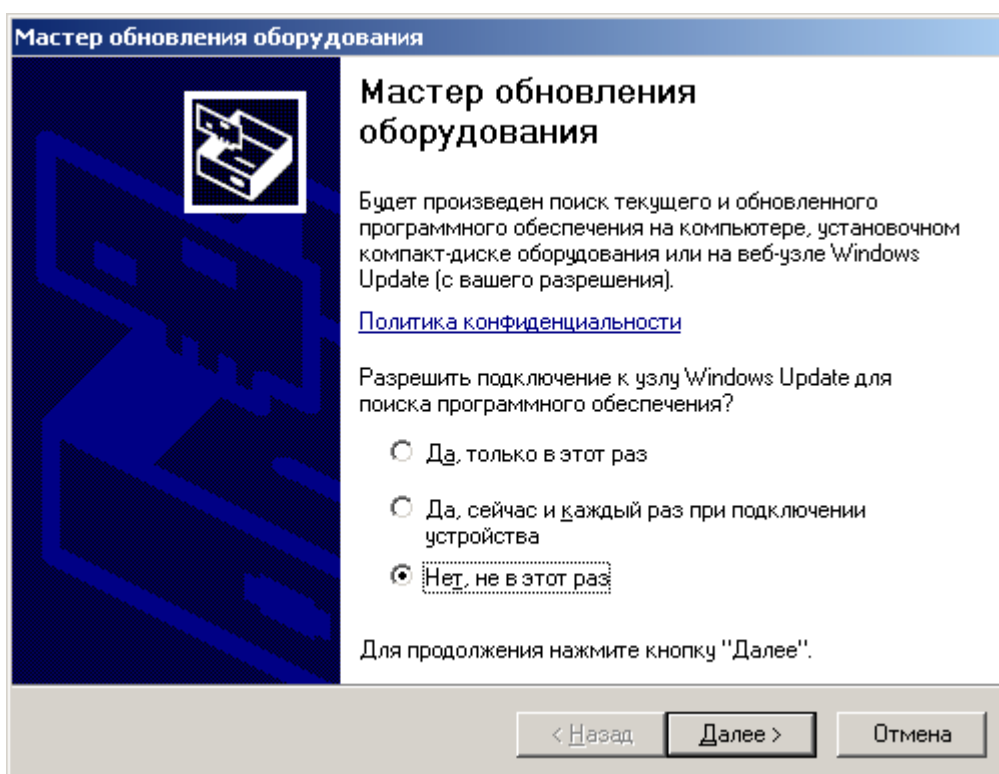 Мастер обновления оборудования
Мастер обновления
оборудования
Будет произведен поиск текущего и обновленного
программного обеспечения на компьютере, установочном
компакт-диске оборудования или на веб-узле Windows
Update (с вашего разрешения).
Политика конфиденциальности
Разрешить подключение к узлу Windows Update для
поиска программного обеспечения?
Да, только в этот раз
Да, сейчас и каждый раз при подключении
устройства
Нет, не в этот раз
Для продолжения нажмите кнопку "Далее".
< Назад Далее > Отмена